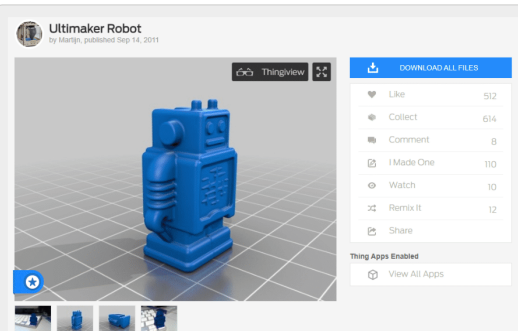 Ultimaker Robot
by Martijn, published Sep 14, 2011
Thingiview
DOWNLOAD ALL FILES
Like 512
Collect 614
Comment 8
I Made One 110
Watch 10
Remix It 12
Share
Thing Apps Enabled
View All Apps